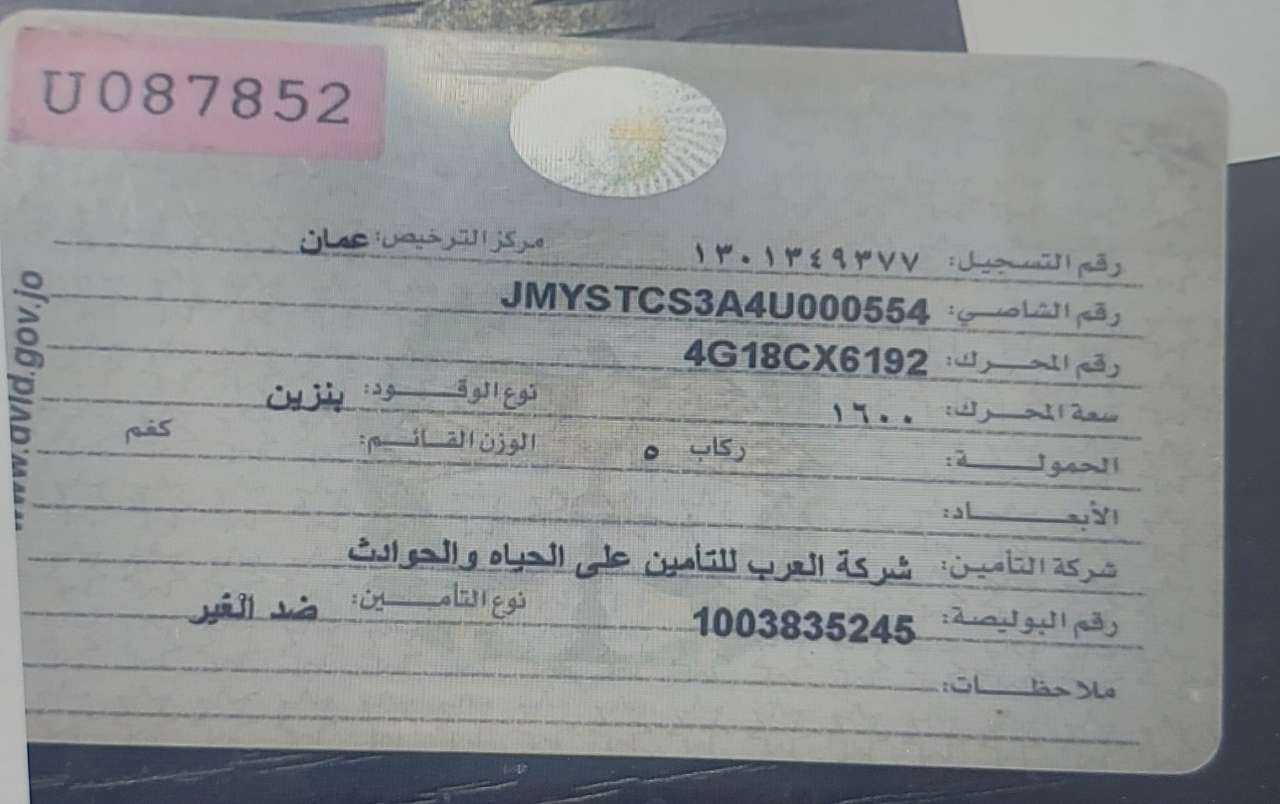 U087852
رقم التسجيل: ١٣٠١٣٤٩٣٧٧ مركز الترخيص: عمان
رقم الشاصي: JMYSTCS3A4U000554
رقم المحرك: 4G18CX6192
سعة المحرك: ١٦٠٠ نوع الوقود: بنزين
الحمولة: ركاب ٥ الوزن القائم: كغم
الأبعاد:
شركة التأمين: شركة العرب للتأمين على الحياه والحوادث
رقم البوليصة: 1003835245 نوع التأمين: ضد الغير
ملاحظات:
www.dvld.gov.jo